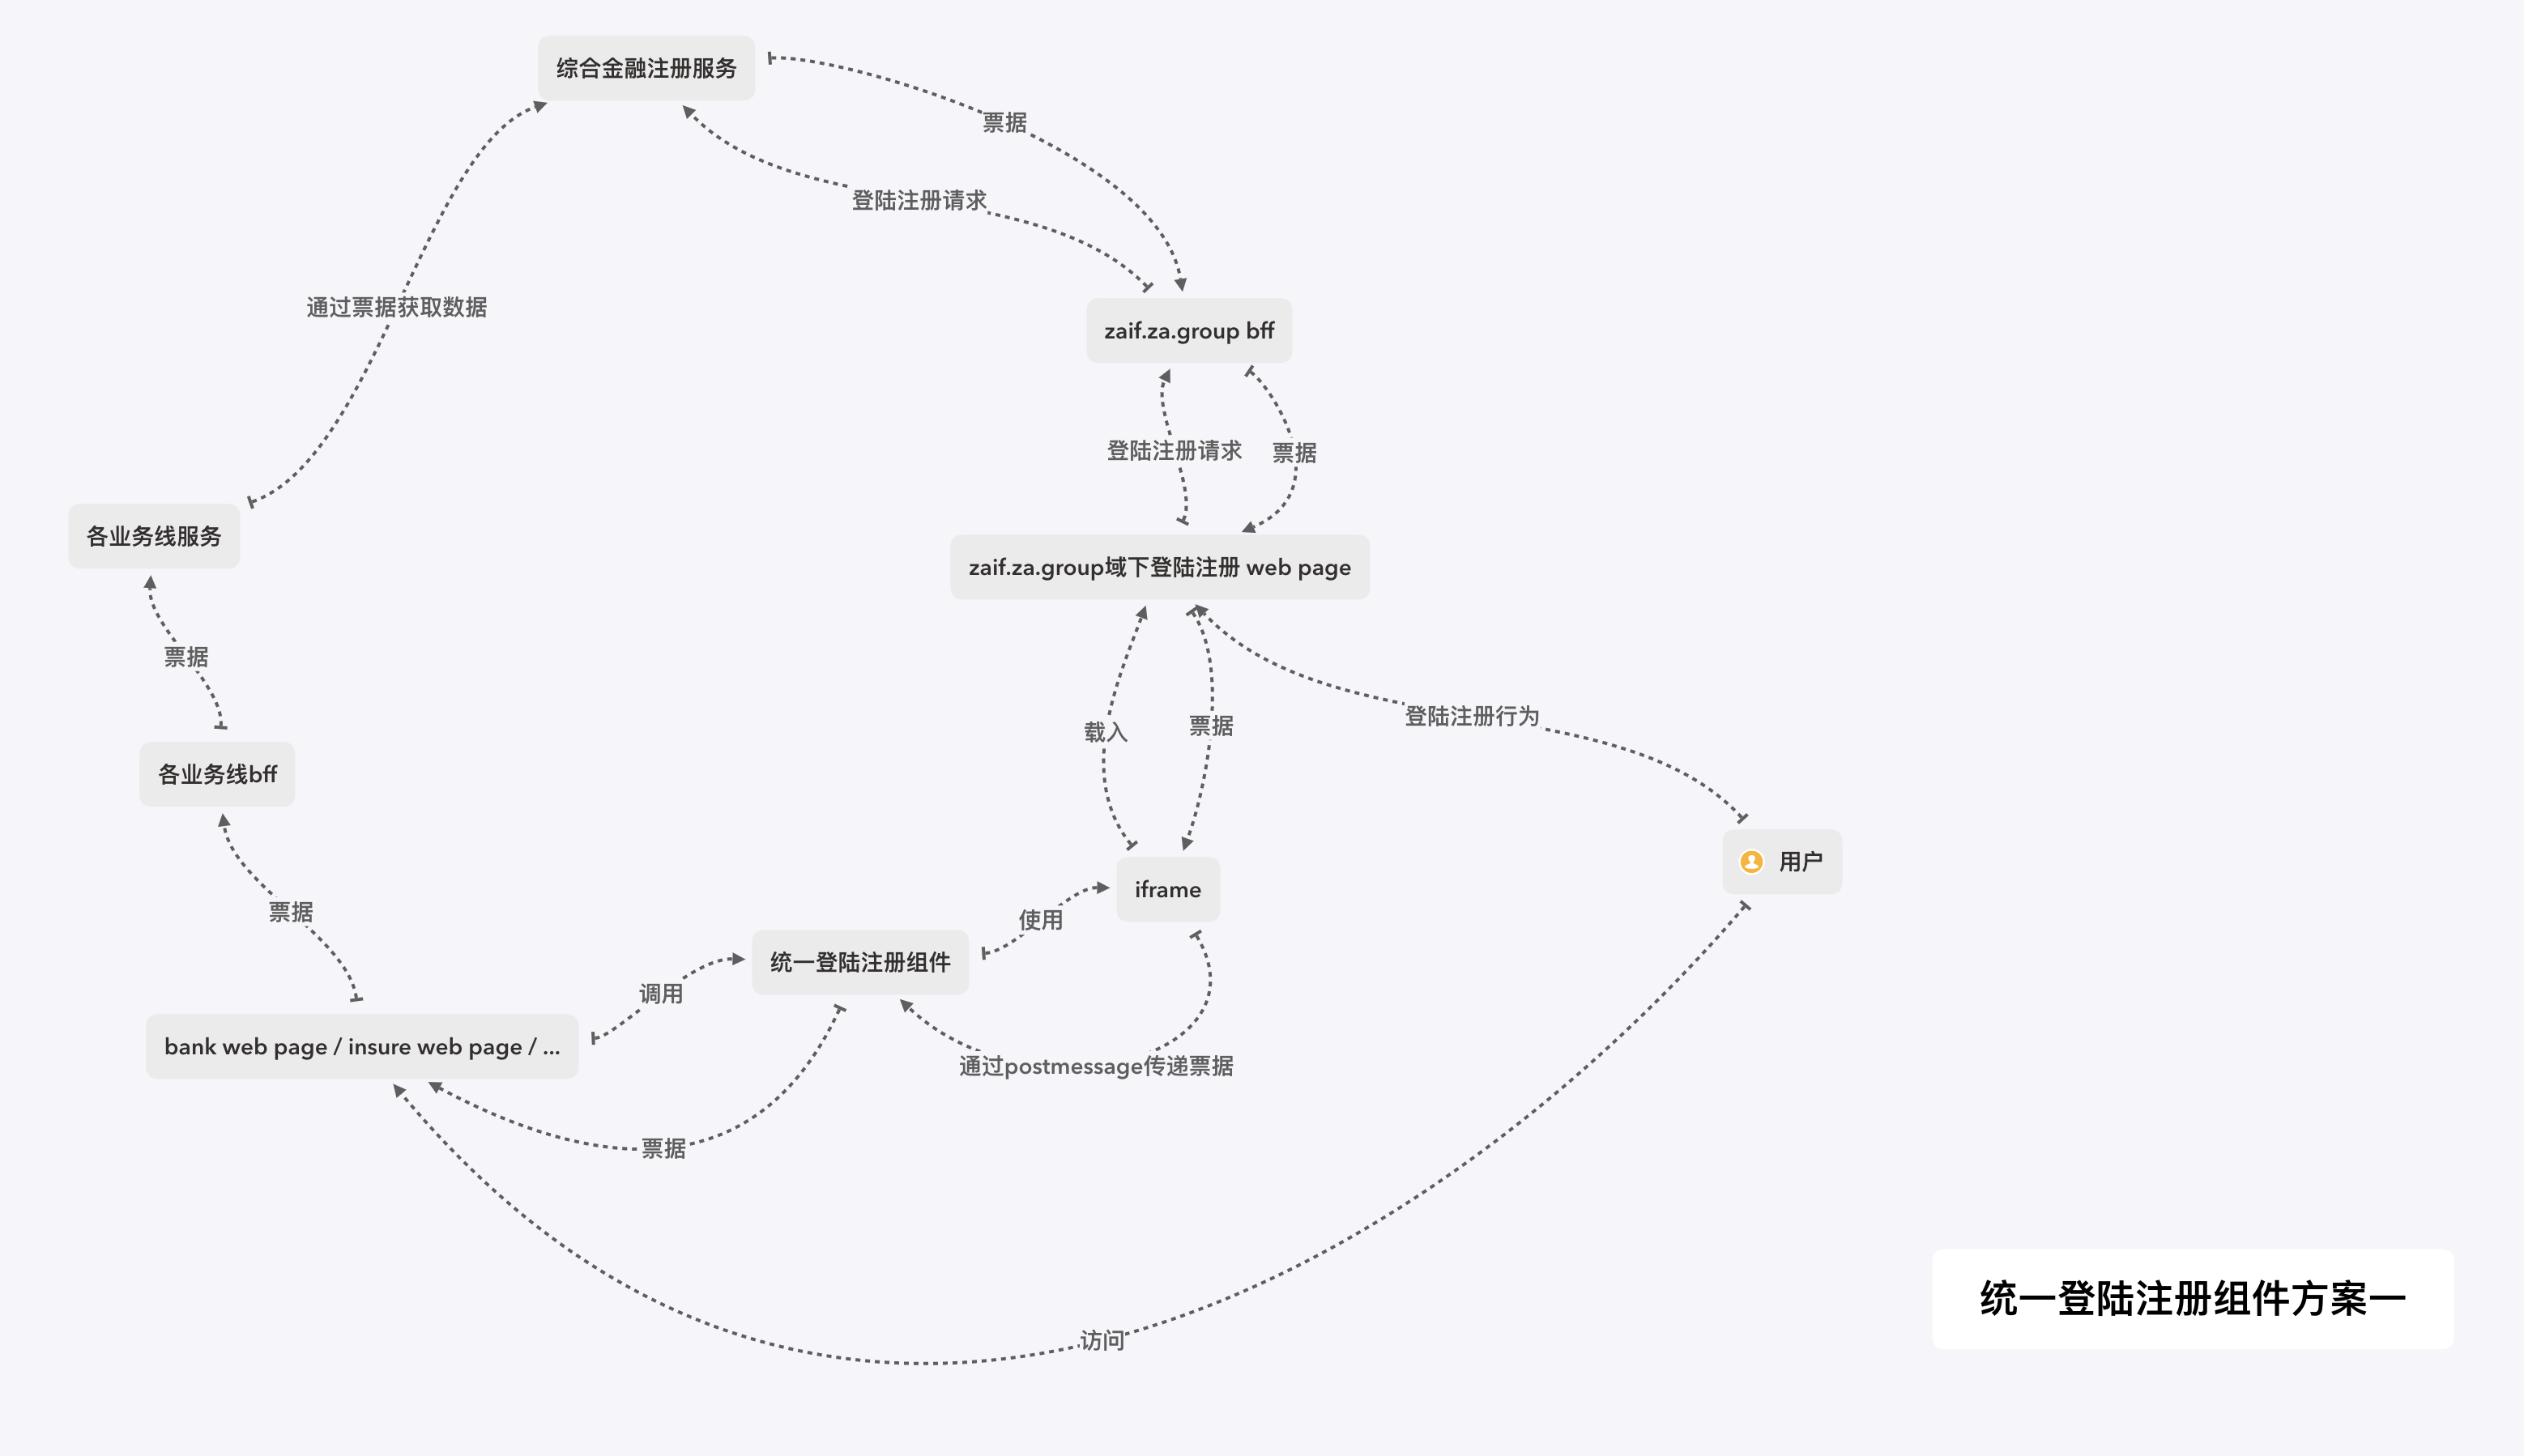 综合金融注册服务
票据
登陆注册请求
通过票据获取数据
zaif.za.group bff
登陆注册请求
票据
各业务线服务
zaif.za.group域下登陆注册 web page
票据
登陆注册行为
载入
票据
各业务线bff
用户
iframe
票据
使用
统一登陆注册组件
调用
bank web page / insure web page / ...
通过postmessage传递票据
票据
统一登陆注册组件方案一
访问